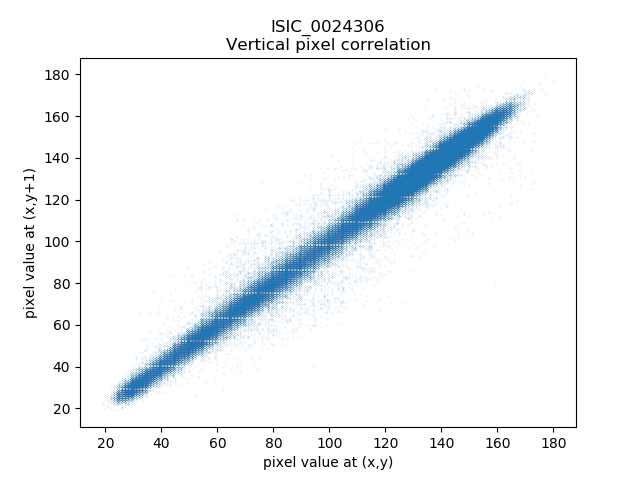 ISIC_0024306
Vertical pixel correlation
180
160
140
120
100
80
60
40
20
pixel value at (x,y+1)
20 40 60 80 100 120 140 160 180
pixel value at (x,y)